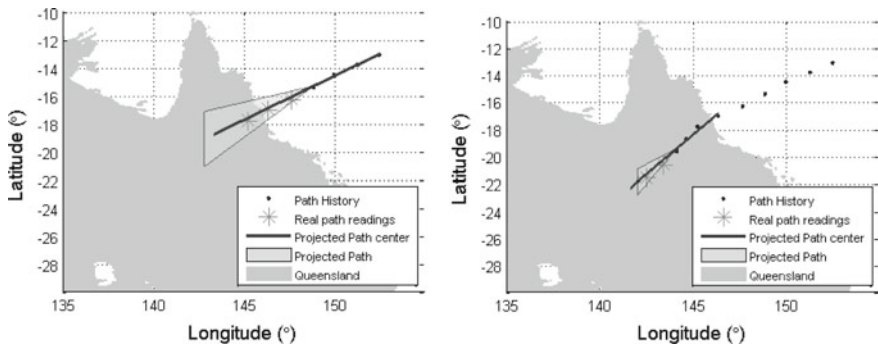 -10
-12
-14
-16
-18
-20
-22
-24
-26
-28
Latitude (°)
135
140
145
150
Longitude (°)
Path History
Real path readings
Projected Path center
Projected Path
Queensland
-10
-12
-14
-16
-18
-20
-22
-24
-26
-28
Latitude (°)
135
140
145
150
Longitude (°)
Path History
Real path readings
Projected Path center
Projected Path
Queensland